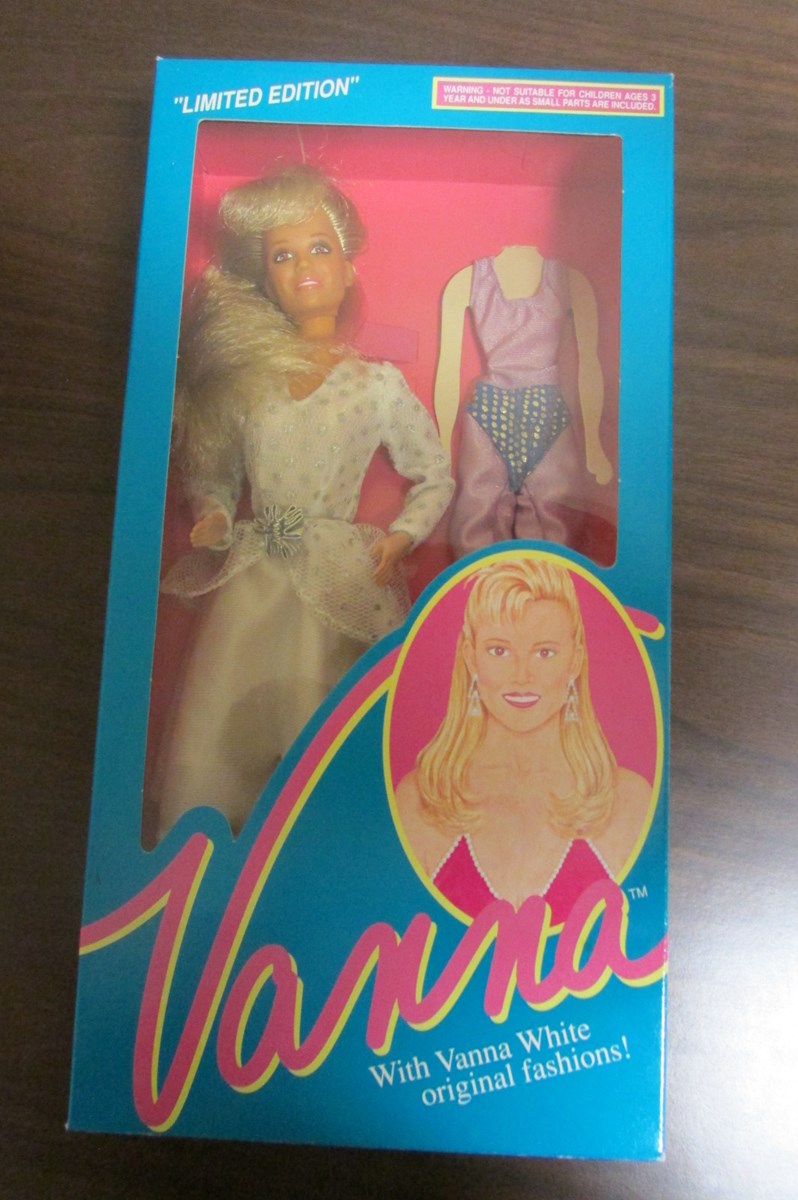 "LIMITED EDITION"
WARNING - NOT SUITABLE FOR CHILDREN AGES 3
YEAR AND UNDER AS SMALL PARTS ARE INCLUDED.
Vanna™
With Vanna White
original fashions!